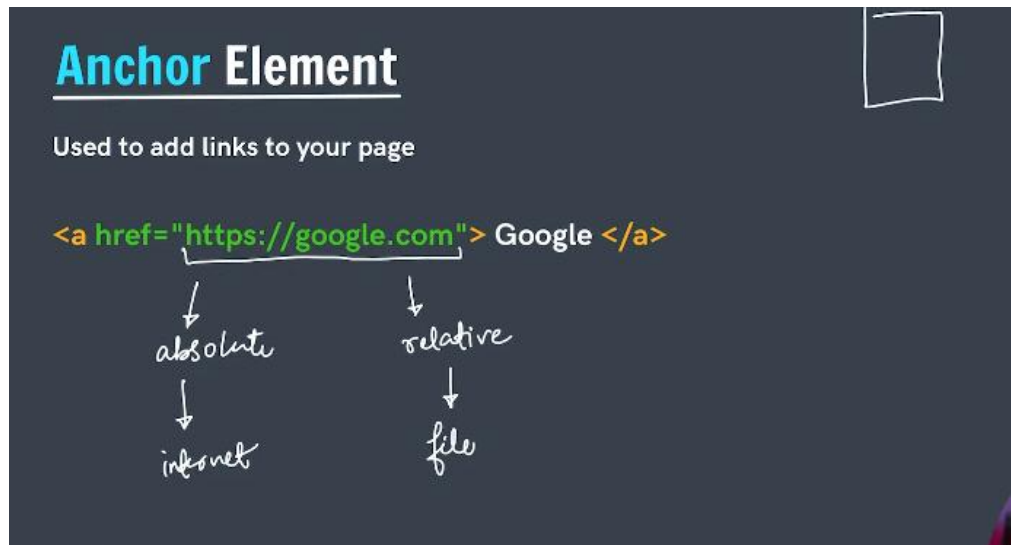 Anchor Element
Used to add links to your page
<a href="https://google.com"> Google </a>
absolute relative
internet file